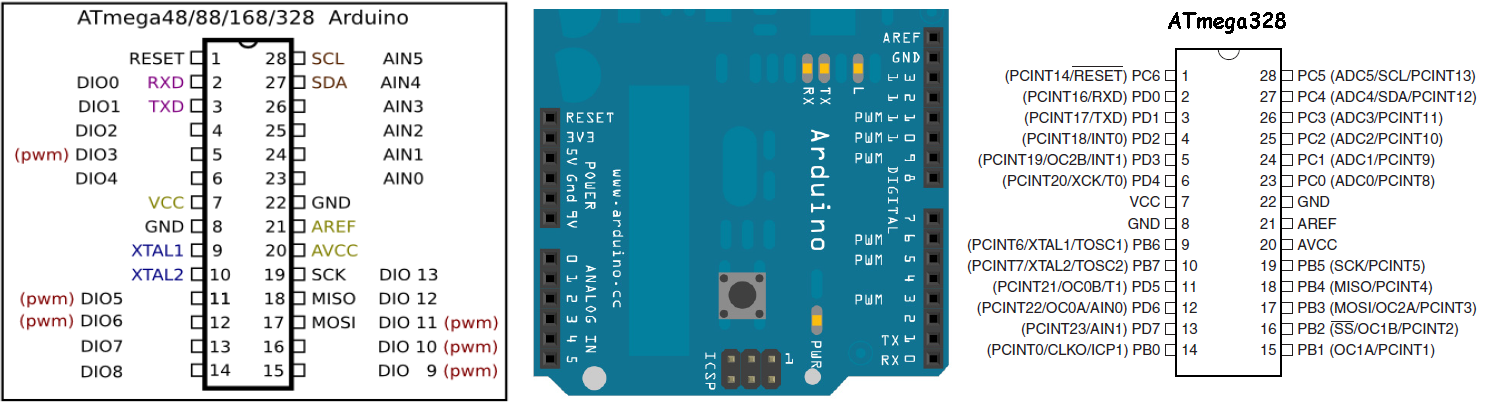 ATmega48/88/168/328 Arduino
RESET 1 28 SCL AIN5
DIO0 RXD 2 27 SDA AIN4
DIO1 TXD 3 26 AIN3
DIO2 4 25 AIN2
(pwm) DIO3 5 24 AIN1
DIO4 6 23 AIN0
VCC 7 22 GND
GND 8 21 AREF
XTAL1 9 20 AVCC
XTAL2 10 19 SCK DIO 13
(pwm) DIO5 11 18 MISO DIO 12
(pwm) DIO6 12 17 MOSI DIO 11 (pwm)
DIO7 13 16 DIO 10 (pwm)
DIO8 14 15 DIO 9 (pwm)
AREF
GND
13
12
PWM 11
PWM 10
PWM 9
8
DIGITAL
7
PWM 6
PWM 5
4
PWM 3
2
TX 1
RX 0
RX
TX
L
RESET
3V3
5V
Gnd
9V
POWER
www.arduino.cc
Arduino
0
1
2
3
4
5
ANALOG IN
ICSP
1
PWR
ATmega328
(PCINT14/RESET) PC6 1 28 PC5 (ADC5/SCL/PCINT13)
(PCINT16/RXD) PD0 2 27 PC4 (ADC4/SDA/PCINT12)
(PCINT17/TXD) PD1 3 26 PC3 (ADC3/PCINT11)
(PCINT18/INT0) PD2 4 25 PC2 (ADC2/PCINT10)
(PCINT19/OC2B/INT1) PD3 5 24 PC1 (ADC1/PCINT9)
(PCINT20/XCK/T0) PD4 6 23 PC0 (ADC0/PCINT8)
VCC 7 22 GND
GND 8 21 AREF
(PCINT6/XTAL1/TOSC1) PB6 9 20 AVCC
(PCINT7/XTAL2/TOSC2) PB7 10 19 PB5 (SCK/PCINT5)
(PCINT21/OC0B/T1) PD5 11 18 PB4 (MISO/PCINT4)
(PCINT22/OC0A/AIN0) PD6 12 17 PB3 (MOSI/OC2A/PCINT3)
(PCINT23/AIN1) PD7 13 16 PB2 (SS/OC1B/PCINT2)
(PCINT0/CLKO/ICP1) PB0 14 15 PB1 (OC1A/PCINT1)